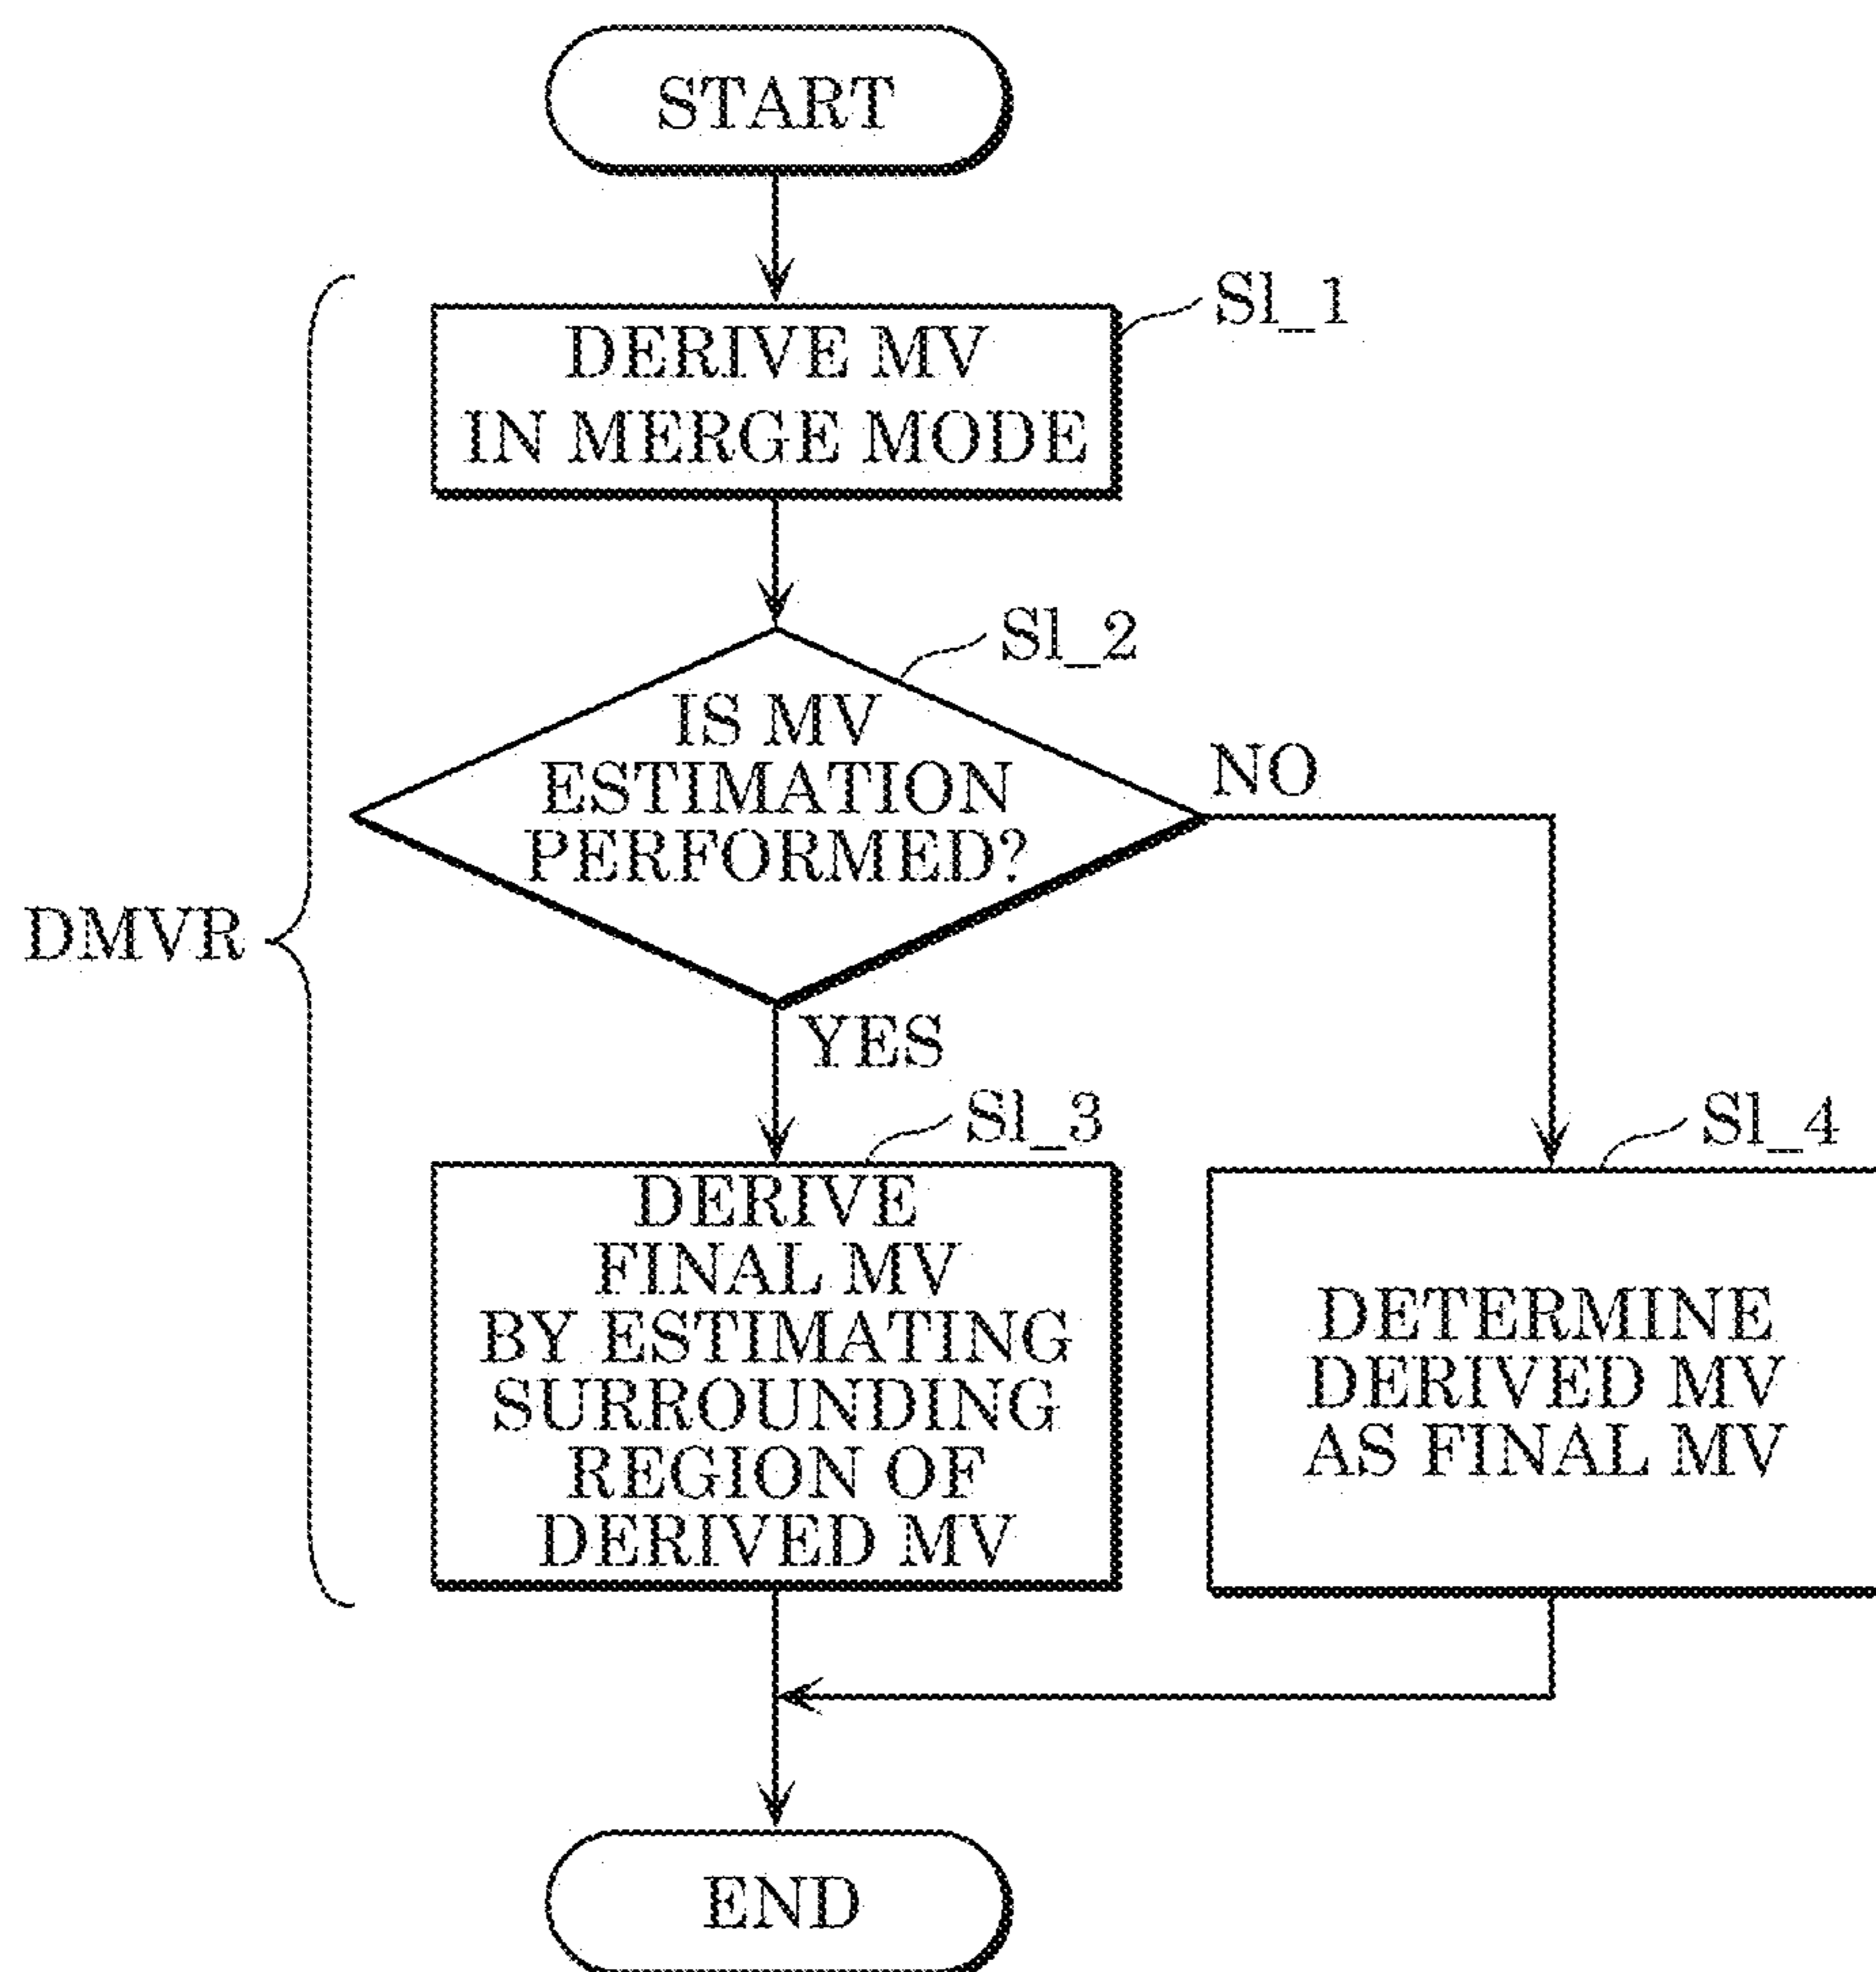 START
Sl_1
DERIVE MV
IN MERGE MODE
Sl_2
IS MV
ESTIMATION
PERFORMED?
NO
DMVR
YES
Sl_3
DERIVE
FINAL MV
BY ESTIMATING
SURROUNDING
REGION OF
DERIVED MV
Sl_4
DETERMINE
DERIVED MV
AS FINAL MV
END